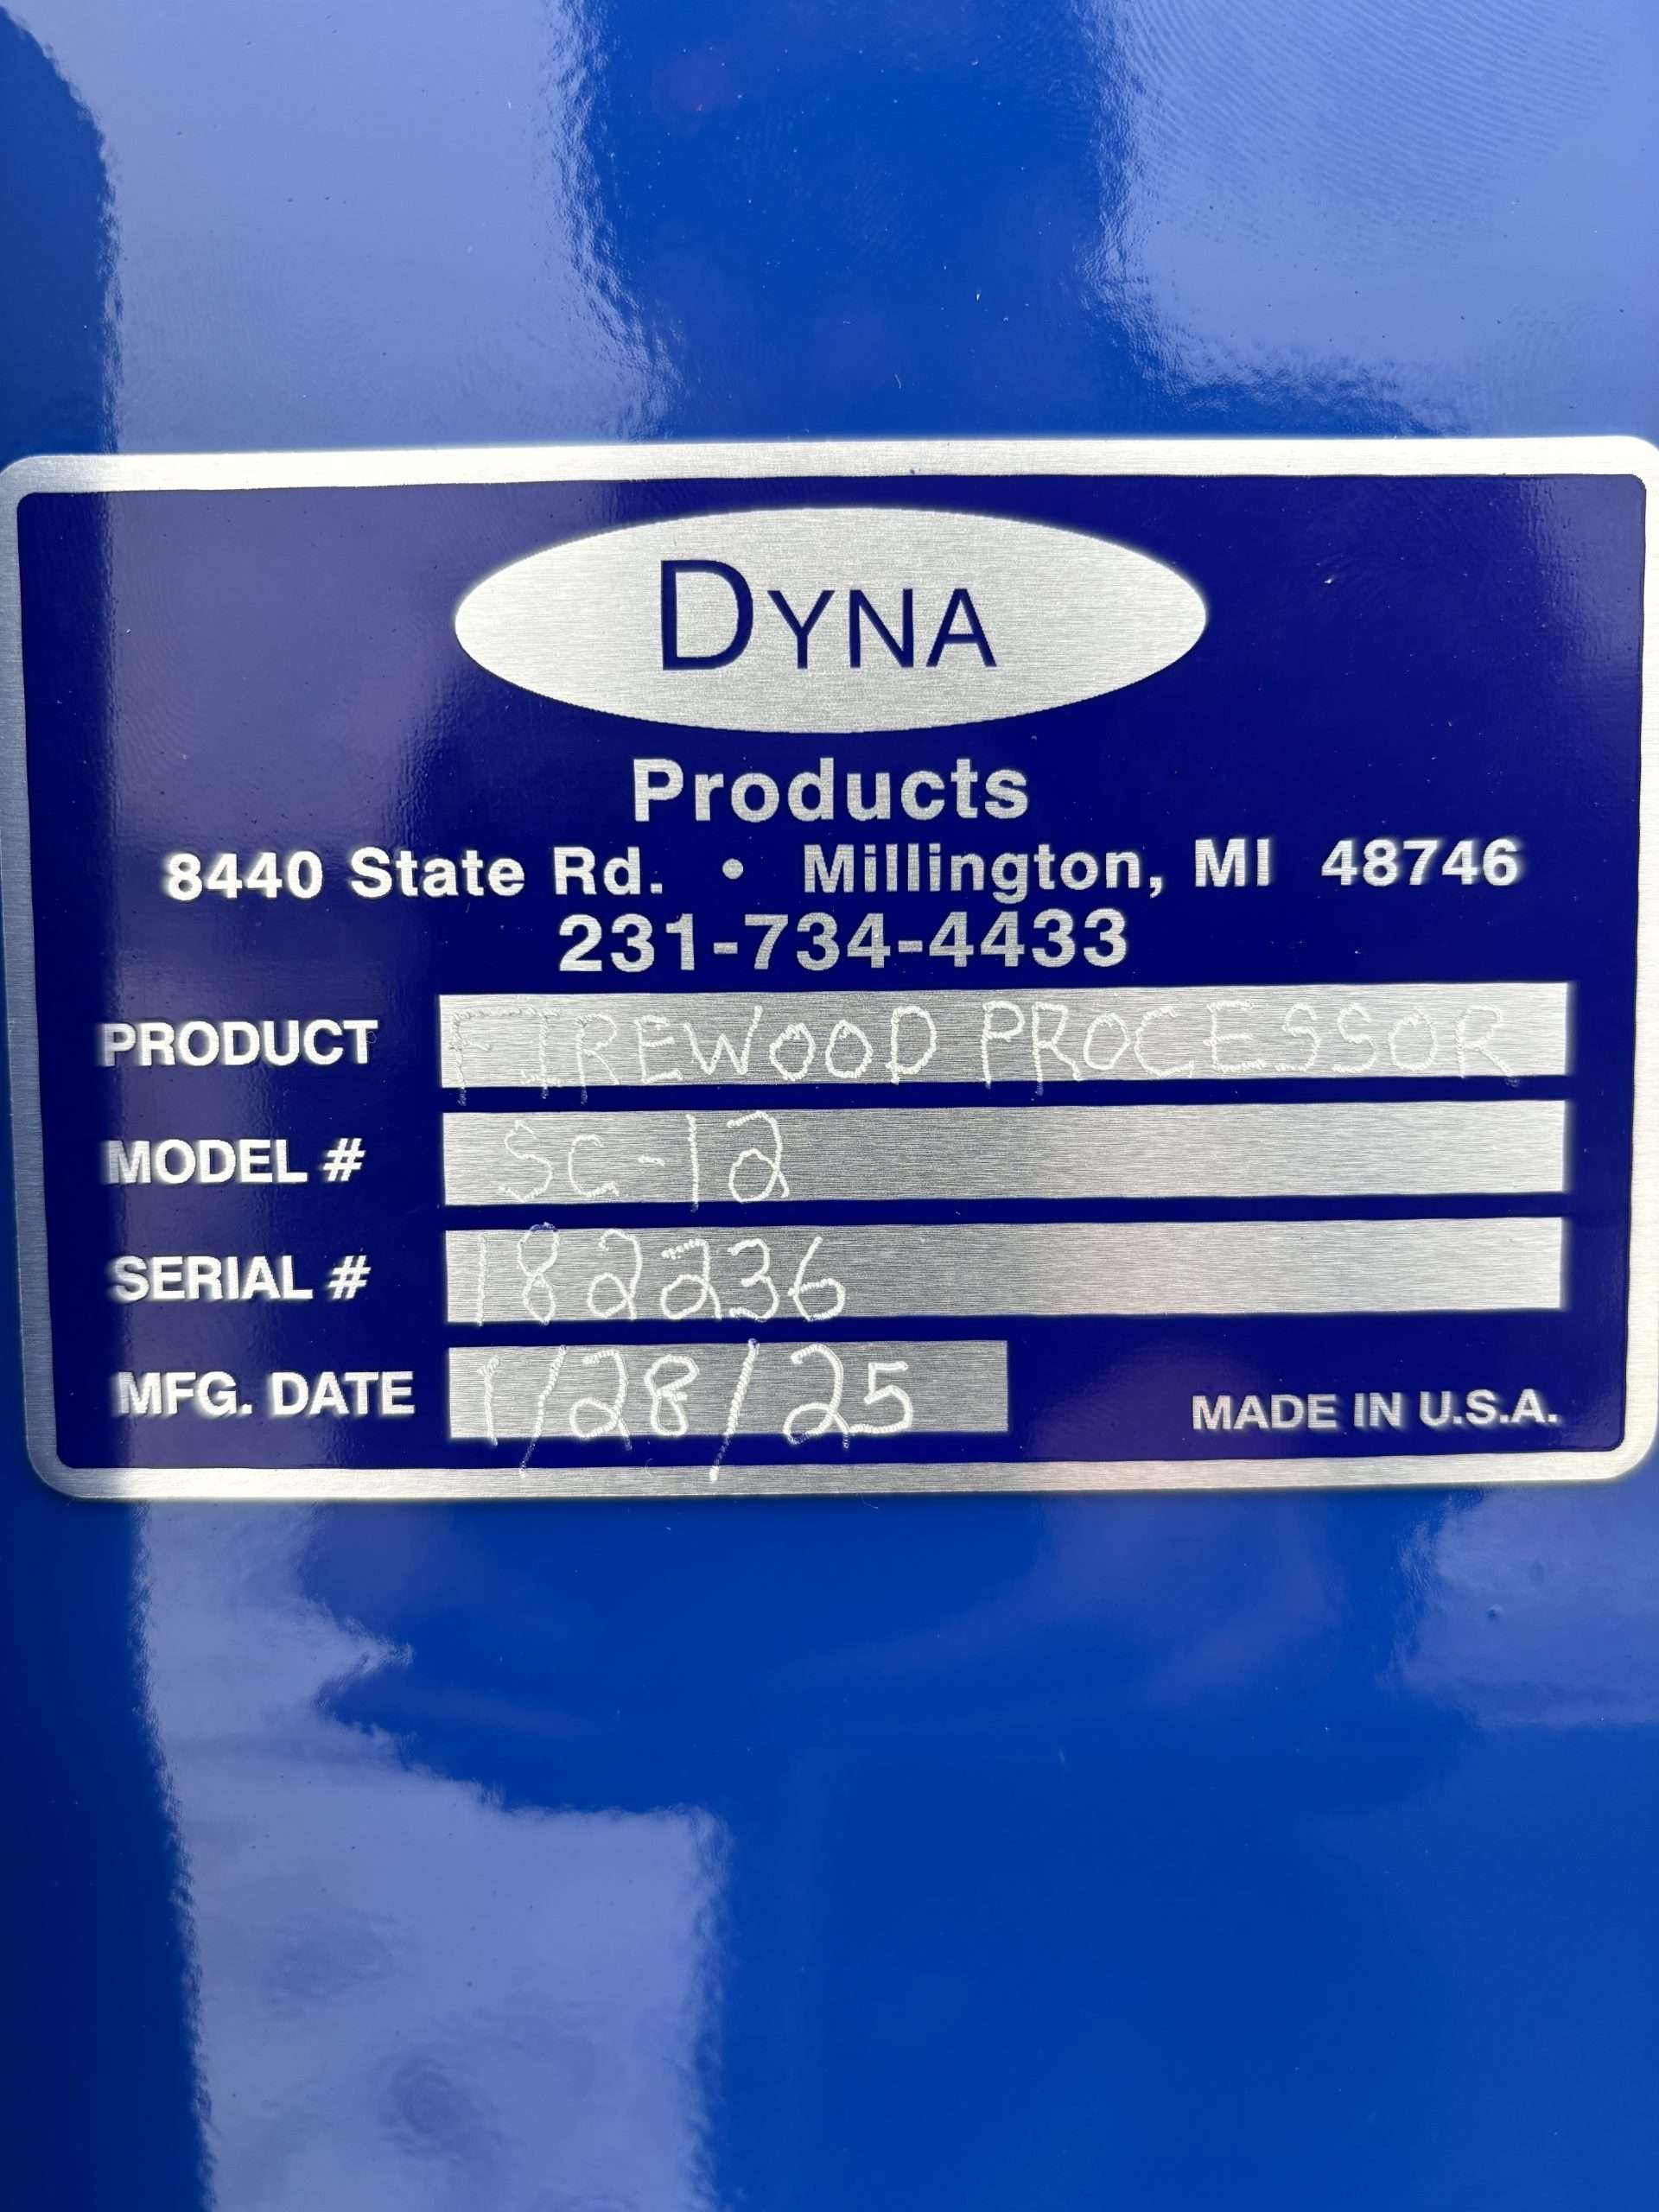 DYNA
Products
8440 State Rd. • Millington, MI 48746
231-734-4433
PRODUCT FIREWOOD PROCESSOR
MODEL # SC-12
SERIAL # 182236
MFG. DATE 1/28/25
MADE IN U.S.A.